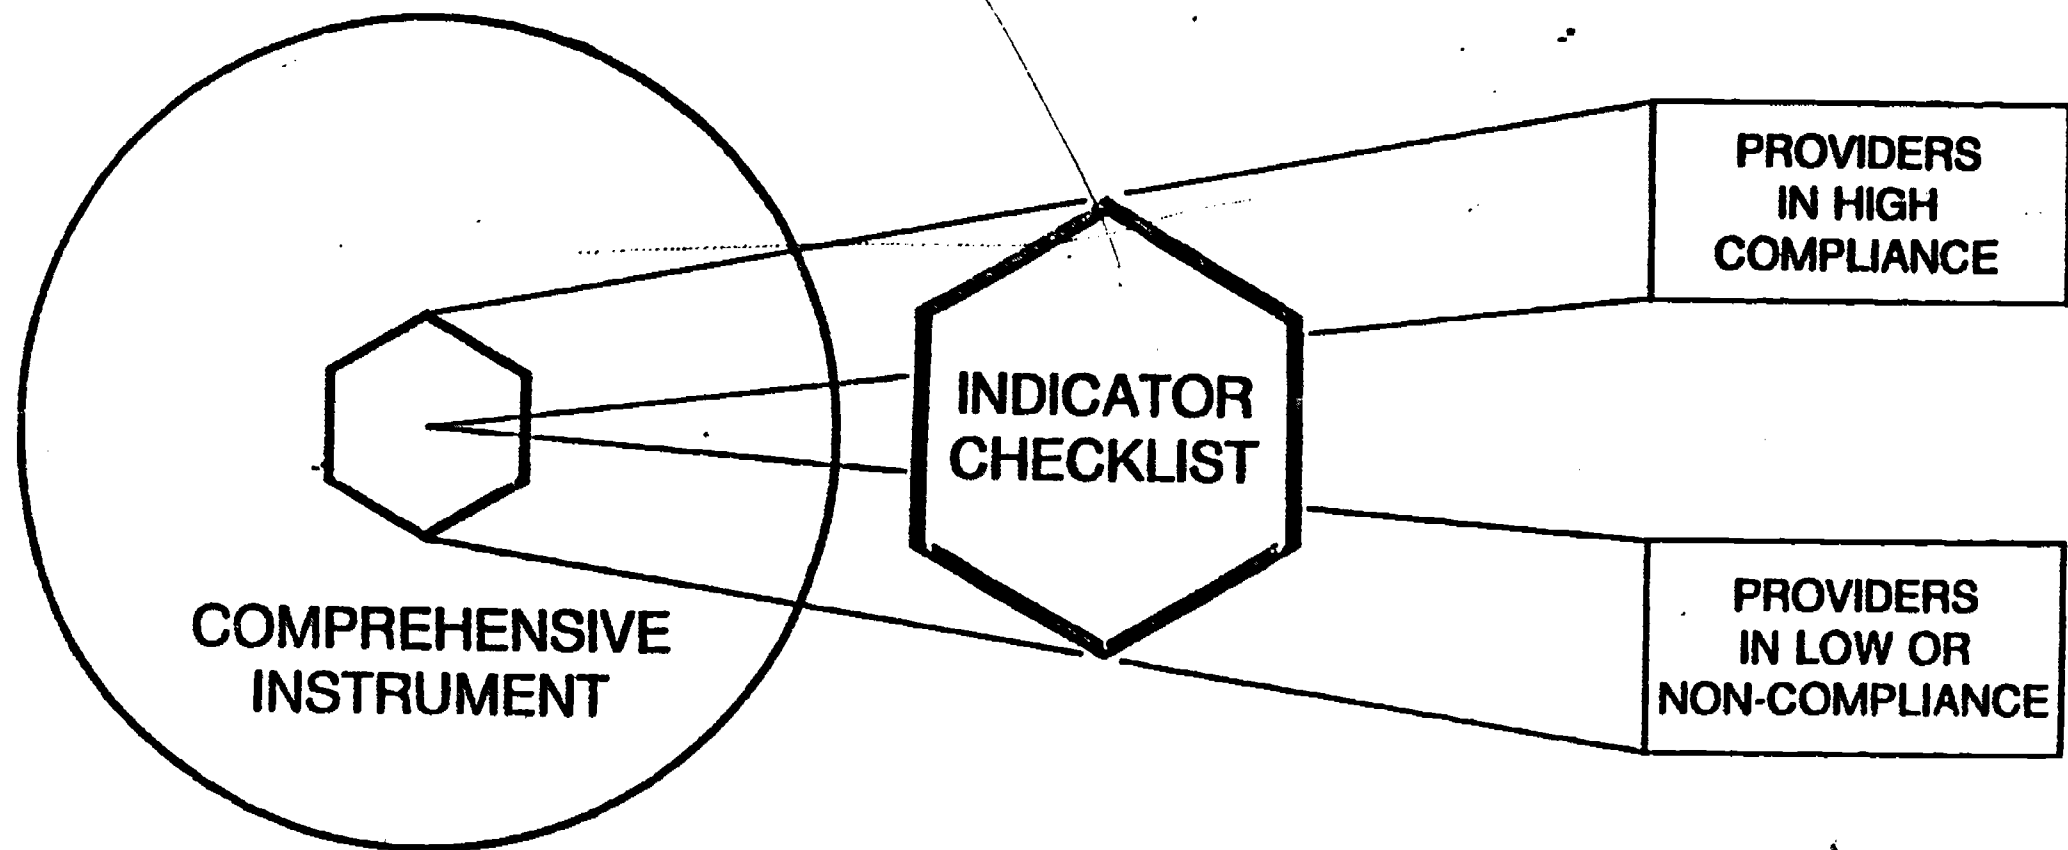 COMPREHENSIVE
INSTRUMENT
INDICATOR
CHECKLIST
PROVIDERS
IN HIGH
COMPLIANCE
PROVIDERS
IN LOW OR
NON-COMPLIANCE